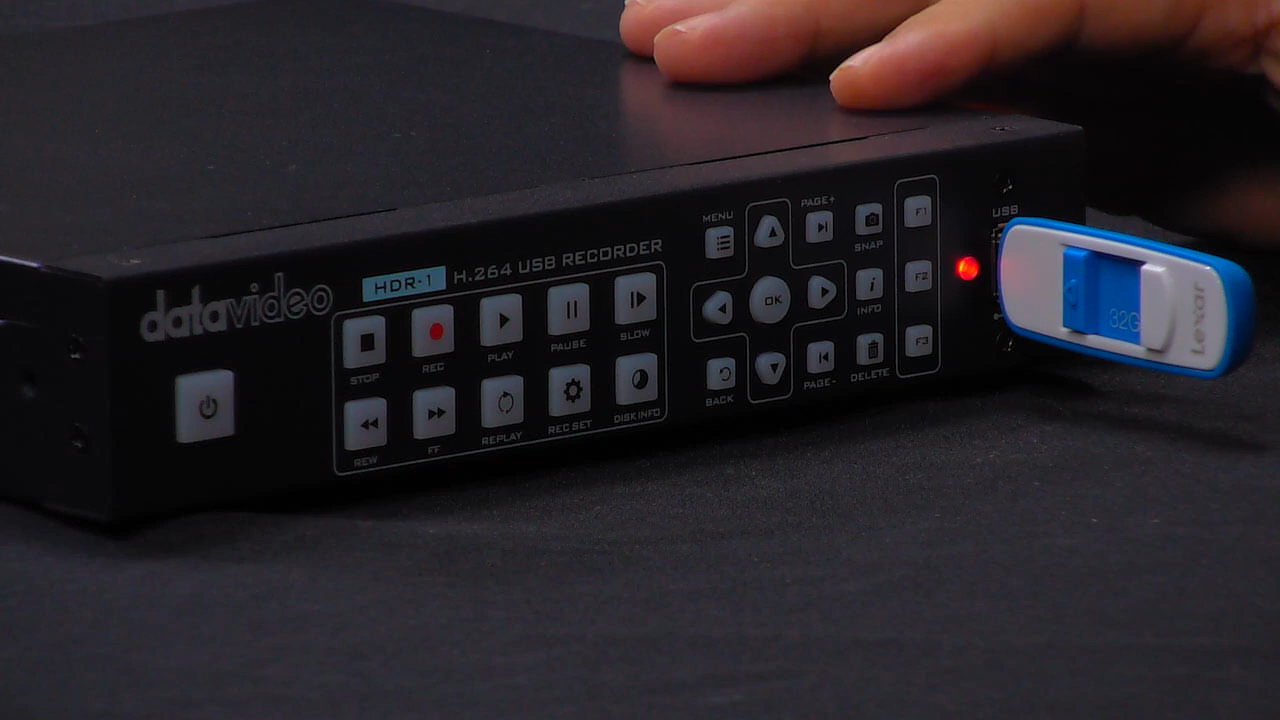 datavideo
HDR-1 H.264 USB RECORDER
STOP REC PLAY PAUSE SLOW
REW FF REPLAY REC SET DISK INFO
MENU PAGE+ SNAP F1
OK INFO F2
BACK PAGE- DELETE F3
USB
32G
Lexar